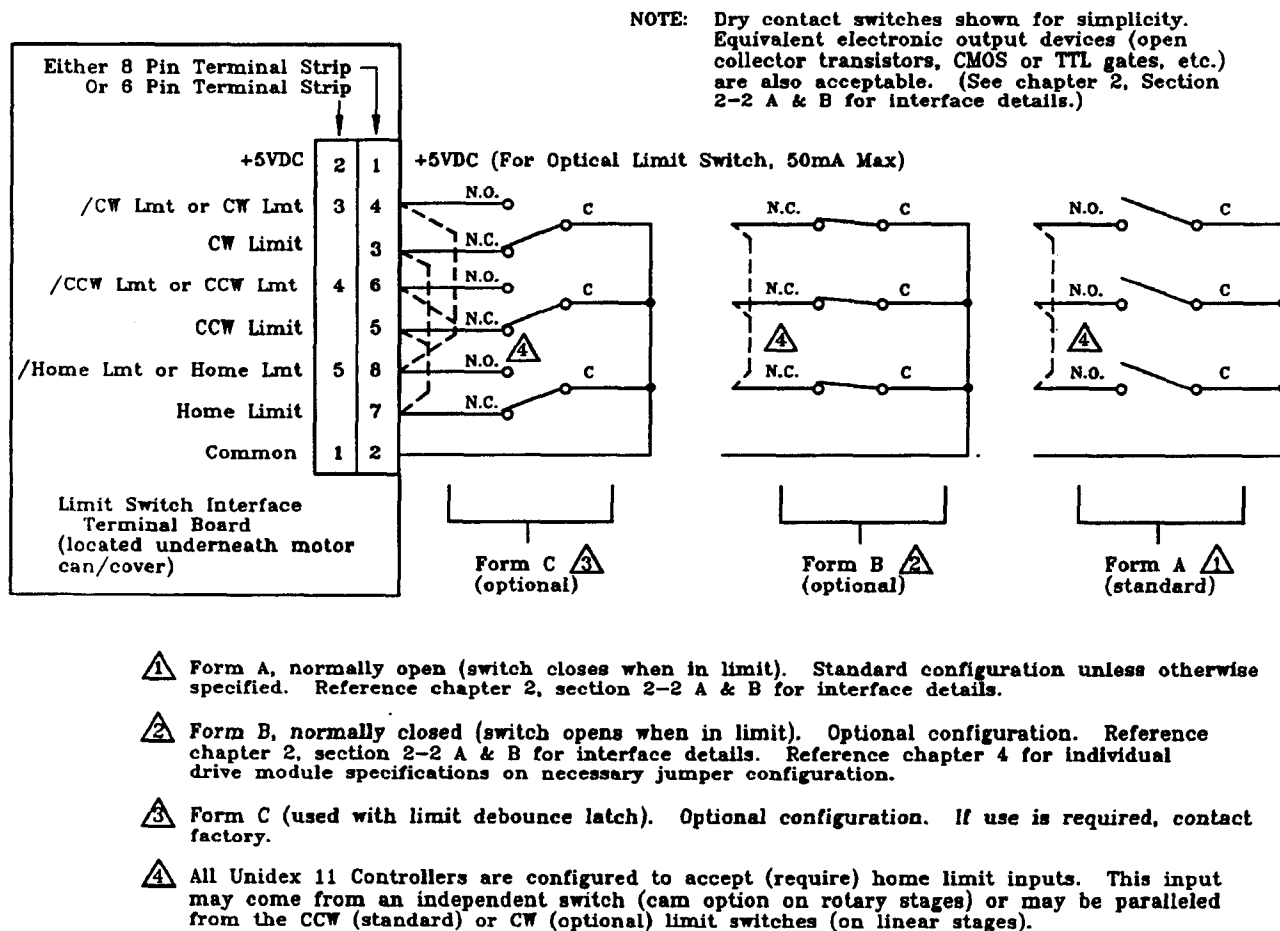 NOTE: Dry contact switches shown for simplicity.
Equivalent electronic output devices (open
collector transistors, CMOS or TTL gates, etc.)
are also acceptable. (See chapter 2, Section
2-2 A & B for interface details.)
Either 8 Pin Terminal Strip
Or 6 Pin Terminal Strip
+5VDC 2 1 +5VDC (For Optical Limit Switch, 50mA Max)
/CW Lmt or CW Lmt 3 4 N.O. C N.C. C N.O. C
CW Limit 3 N.C.
/CCW Lmt or CCW Lmt 4 6 N.O. C N.C. C N.O. C
CCW Limit 5 N.C. 4 4 4
/Home Lmt or Home Lmt 5 8 N.O. C N.C. C N.O. C
Home Limit 7 N.C.
Common 1 2
Limit Switch Interface
Terminal Board
(located underneath motor
can/cover)
Form C 3
(optional)
Form B 2
(optional)
Form A 1
(standard)
1 Form A, normally open (switch closes when in limit). Standard configuration unless otherwise
specified. Reference chapter 2, section 2-2 A & B for interface details.
2 Form B, normally closed (switch opens when in limit). Optional configuration. Reference
chapter 2, section 2-2 A & B for interface details. Reference chapter 4 for individual
drive module specifications on necessary jumper configuration.
3 Form C (used with limit debounce latch). Optional configuration. If use is required, contact
factory.
4 All Unidex 11 Controllers are configured to accept (require) home limit inputs. This input
may come from an independent switch (cam option on rotary stages) or may be paralleled
from the CCW (standard) or CW (optional) limit switches (on linear stages).